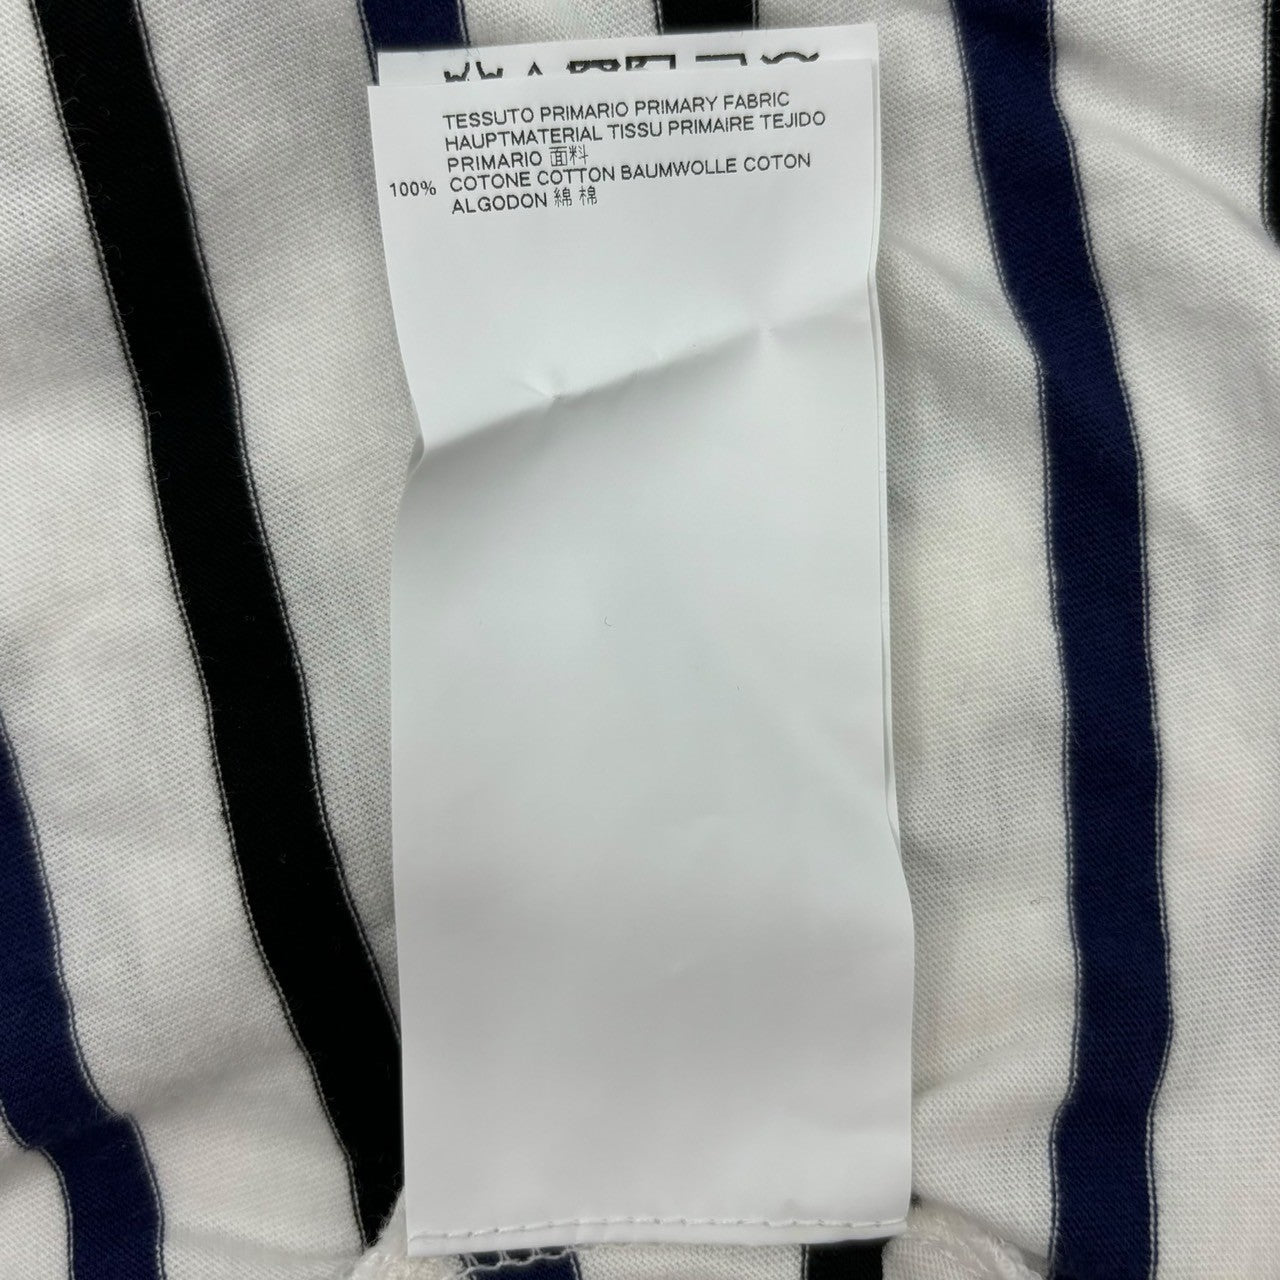 TESSUTO PRIMARIO PRIMARY FABRIC
HAUPTMATERIAL TISSU PRIMAIRE TEJIDO
PRIMARIO 面料
100% COTONE COTTON BAUMWOLLE COTON
ALGODON 綿 棉